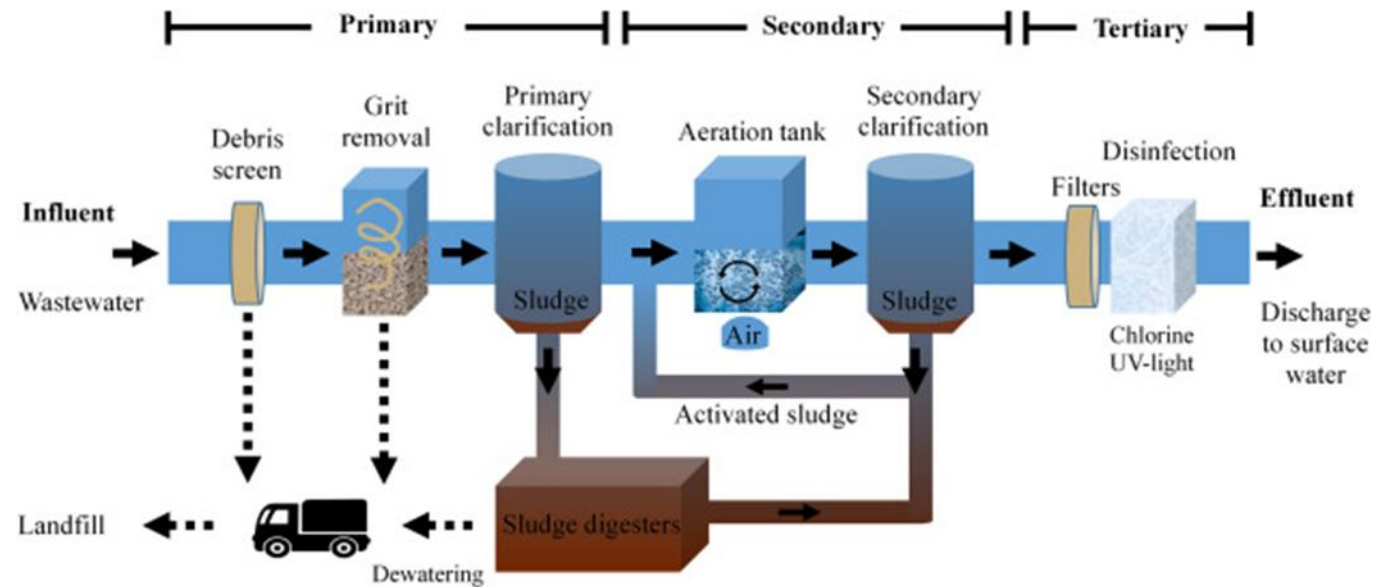 Primary
Secondary
Tertiary
Debris
screen
Grit
removal
Primary
clarification
Aeration tank
Secondary
clarification
Filters
Disinfection
Influent
Wastewater
Sludge
Air
Sludge
Chlorine
UV-light
Effluent
Discharge
to surface
water
Activated sludge
Landfill
Dewatering
Sludge digesters